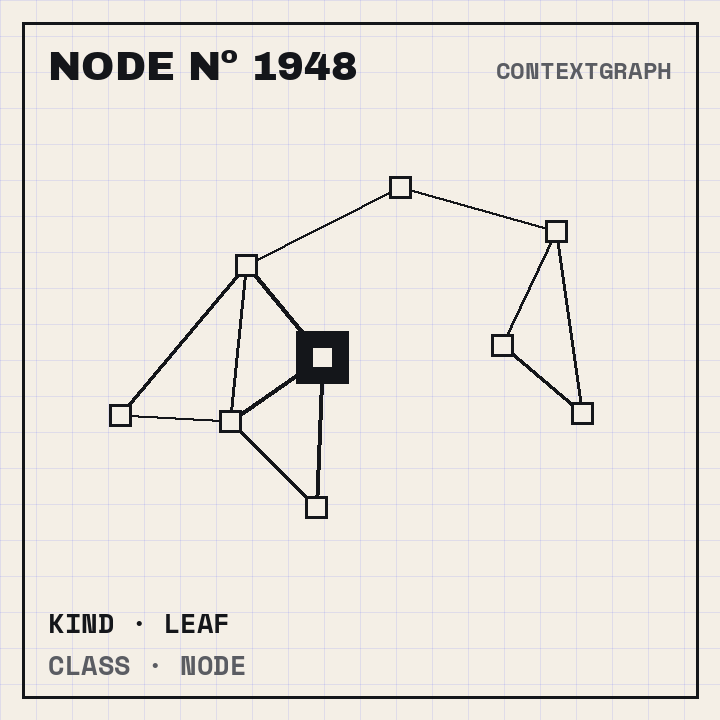 NODE Nº 1948
CONTEXTGRAPH
KIND · LEAF
CLASS · NODE